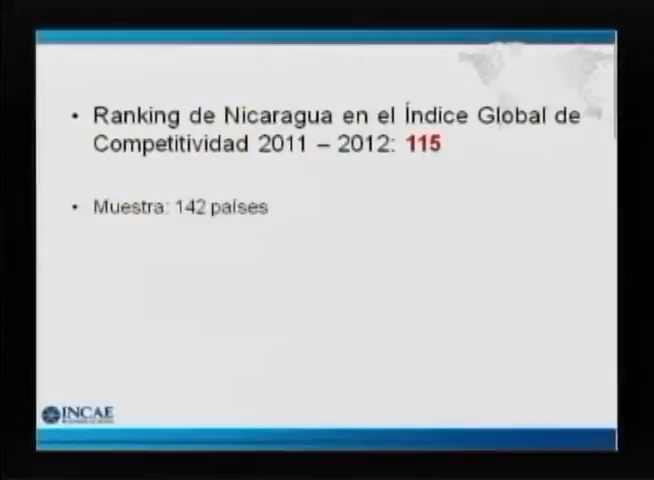 • Ranking de Nicaragua en el Índice Global de
Competitividad 2011 – 2012: 115
• Muestra: 142 países
INCAE